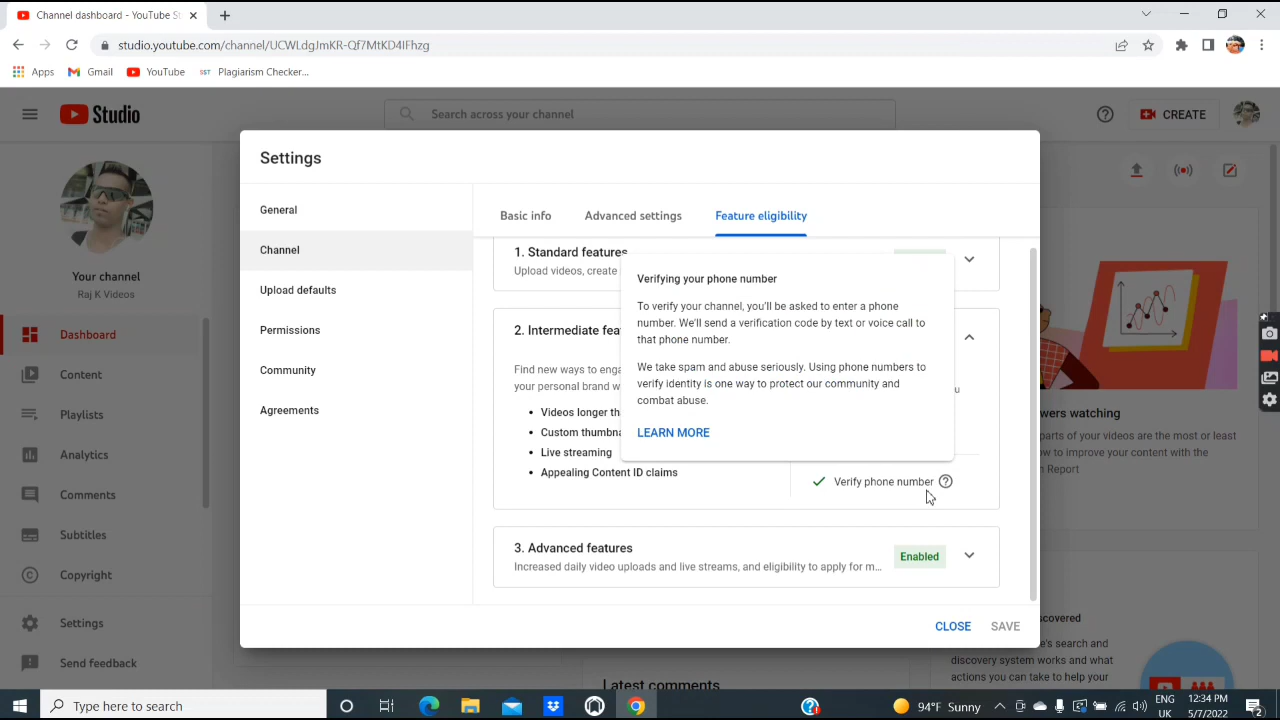 Channel dashboard - YouTube St
studio.youtube.com/channel/UCWLdgJmKR-Qf7MtKD4IFhzg
Apps Gmail YouTube SST Plagiarism Checker...
Studio
Search across your channel
CREATE
Your channel
Raj K Videos
Dashboard
Content
Playlists
Analytics
Comments
Subtitles
Copyright
Settings
Send feedback
Settings
General
Channel
Upload defaults
Permissions
Community
Agreements
Basic info Advanced settings Feature eligibility
1. Standard features
Upload videos, create
2. Intermediate fea
Find new ways to eng
your personal brand w
Videos longer th
Custom thumbna
Live streaming
Appealing Content ID claims
Verifying your phone number
To verify your channel, you'll be asked to enter a phone
number. We'll send a verification code by text or voice call to
that phone number.
We take spam and abuse seriously. Using phone numbers to
verify identity is one way to protect our community and
combat abuse.
LEARN MORE
Verify phone number
3. Advanced features
Increased daily video uploads and live streams, and eligibility to apply for m...
Enabled
CLOSE SAVE
wers watching
parts of your videos are the most or least
ow to improve your content with the
n Report
scovered
e's search and
discovery system works and what
actions you can take to help your
Latest comments
Type here to search
94°F Sunny
ENG
UK
12:34 PM
5/7/2022
2